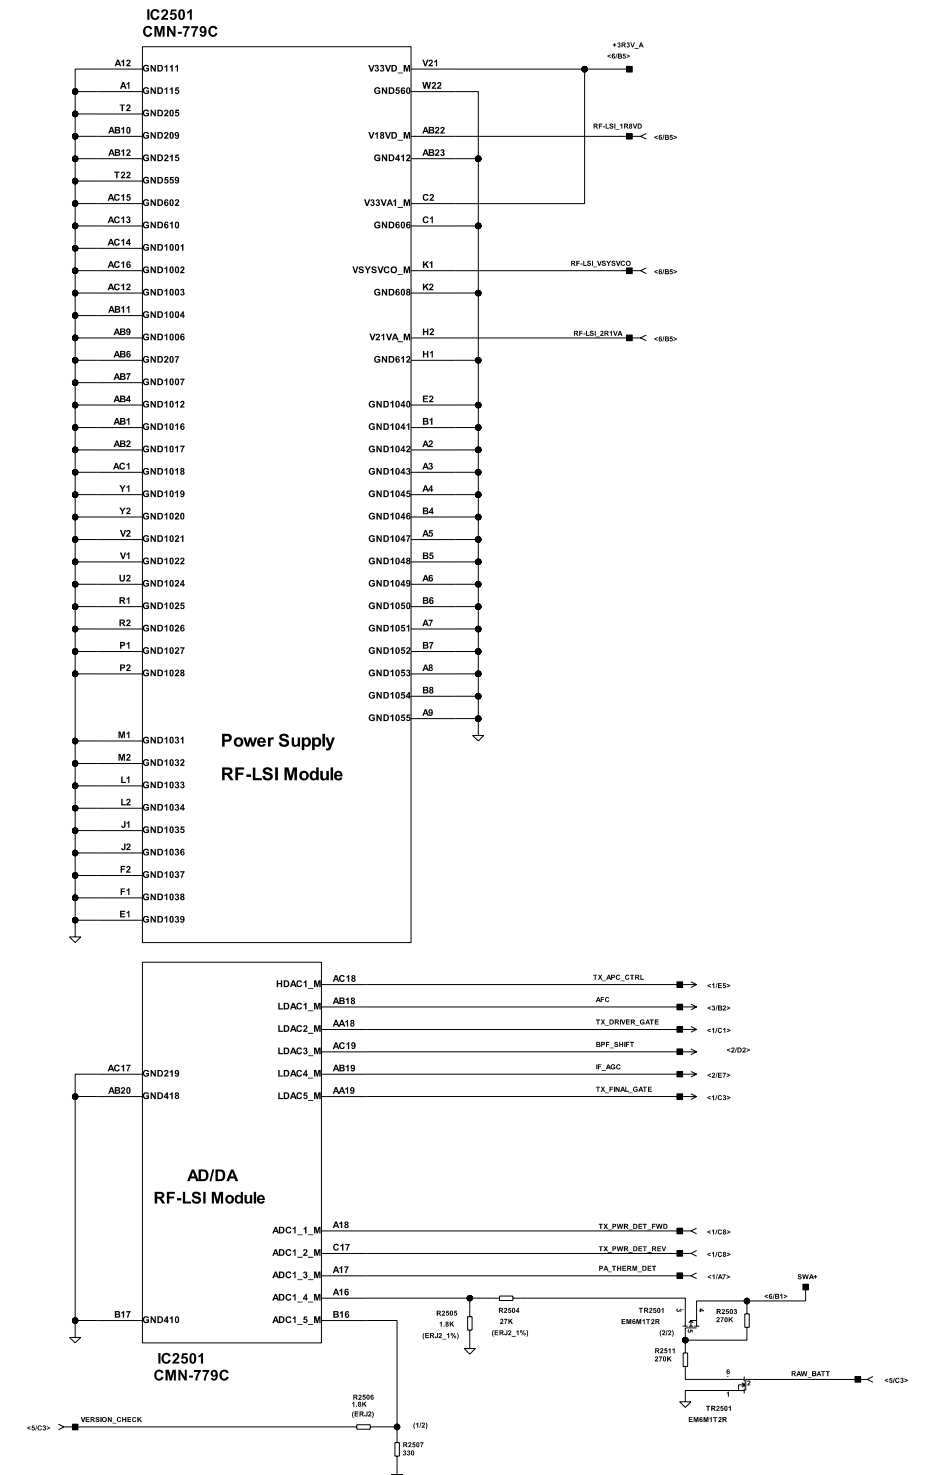 IC2501
CMN-779C
+3R3V_A
<6/B5>
A12 GND111 V33VD_M V21
A1 GND115 GND560 W22
T2 GND205
AB10 GND209 V18VD_M AB22 RF-LSI_1R8VD <6/B5>
AB12 GND215 GND412 AB23
T22 GND559
AC15 GND602 V33VA1_M C2
AC13 GND610 GND606 C1
AC14 GND1001
AC16 GND1002 VSYSVCO_M K1 RF-LSI_VSYSVCO <6/B5>
AC12 GND1003 GND608 K2
AB11 GND1004
AB9 GND1006 V21VA_M H2 RF-LSI_2R1VA <6/B5>
AB6 GND207 GND612 H1
AB7 GND1007
AB4 GND1012 GND1040 E2
AB1 GND1016 GND1041 B1
AB2 GND1017 GND1042 A2
AC1 GND1018 GND1043 A3
Y1 GND1019 GND1045 A4
Y2 GND1020 GND1046 B4
V2 GND1021 GND1047 A5
V1 GND1022 GND1048 B5
U2 GND1024 GND1049 A6
R1 GND1025 GND1050 B6
R2 GND1026 GND1051 A7
P1 GND1027 GND1052 B7
P2 GND1028 GND1053 A8
GND1054 B8
GND1055 A9
M1 GND1031
Power Supply
M2 GND1032
RF-LSI Module
L1 GND1033
L2 GND1034
J1 GND1035
J2 GND1036
F2 GND1037
F1 GND1038
E1 GND1039
HDAC1_M AC18 TX_APC_CTRL <1/E5>
LDAC1_M AB18 AFC <3/B2>
LDAC2_M AA18 TX_DRIVER_GATE <1/C1>
LDAC3_M AC19 BPF_SHIFT <2/D2>
AC17 GND219 LDAC4_M AB19 IF_AGC <2/E7>
AB20 GND418 LDAC5_M AA19 TX_FINAL_GATE <1/C3>
AD/DA
RF-LSI Module
ADC1_1_M A18 TX_PWR_DET_FWD <1/C8>
ADC1_2_M C17 TX_PWR_DET_REV <1/C8>
ADC1_3_M A17 PA_THERM_DET <1/A7>
SWA+
ADC1_4_M A16 <6/B1>
B17 GND410 ADC1_5_M B16
R2505
1.8K
(ERJ2_1%)
R2504
27K
(ERJ2_1%)
3 4 5
TR2501
EM6M1T2R
(2/2)
R2503
270K
R2511
270K
6 2 1
RAW_BATT <5/C3>
TR2501
EM6M1T2R
IC2501
CMN-779C
R2506
1.8K
(ERJ2)
<5/C3> VERSION_CHECK (1/2)
R2507
330